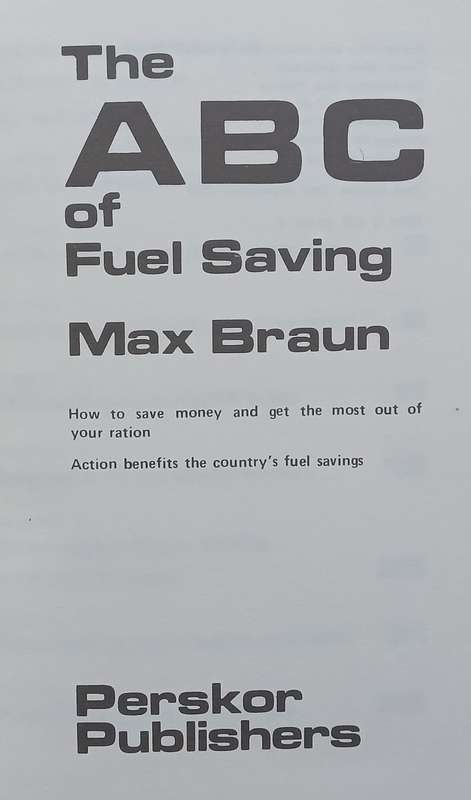 The
ABC
of
Fuel Saving
Max Braun
How to save money and get the most out of
your ration
Action benefits the country's fuel savings
Perskor
Publishers